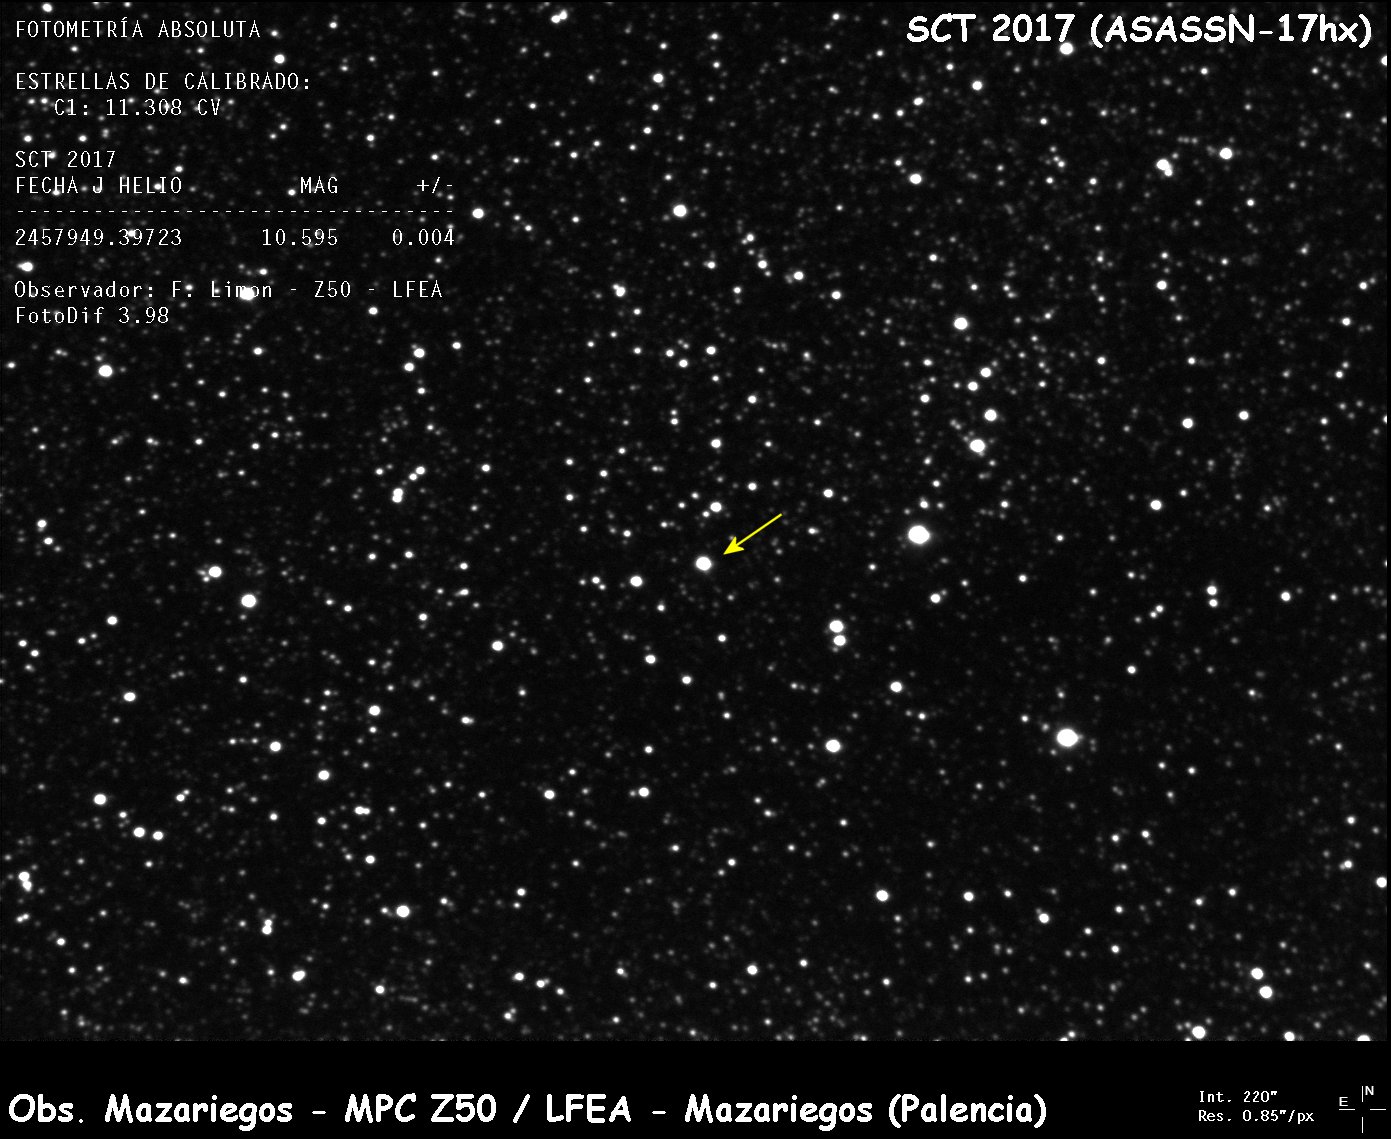 FOTOMETRÍA ABSOLUTA
SCT 2017 (ASASSN-17hx)
ESTRELLAS DE CALIBRADO:
C1: 11.308 CV
SCT 2017
FECHA J HELIO MAG +/-
----------------------------------
2457949.39723 10.595 0.004
Observador: F. Limon - Z50 - LFEA
FotoDif 3.98
Obs. Mazariegos - MPC Z50 / LFEA - Mazariegos (Palencia)
Int. 220"
Res. 0.85"/px
N
E